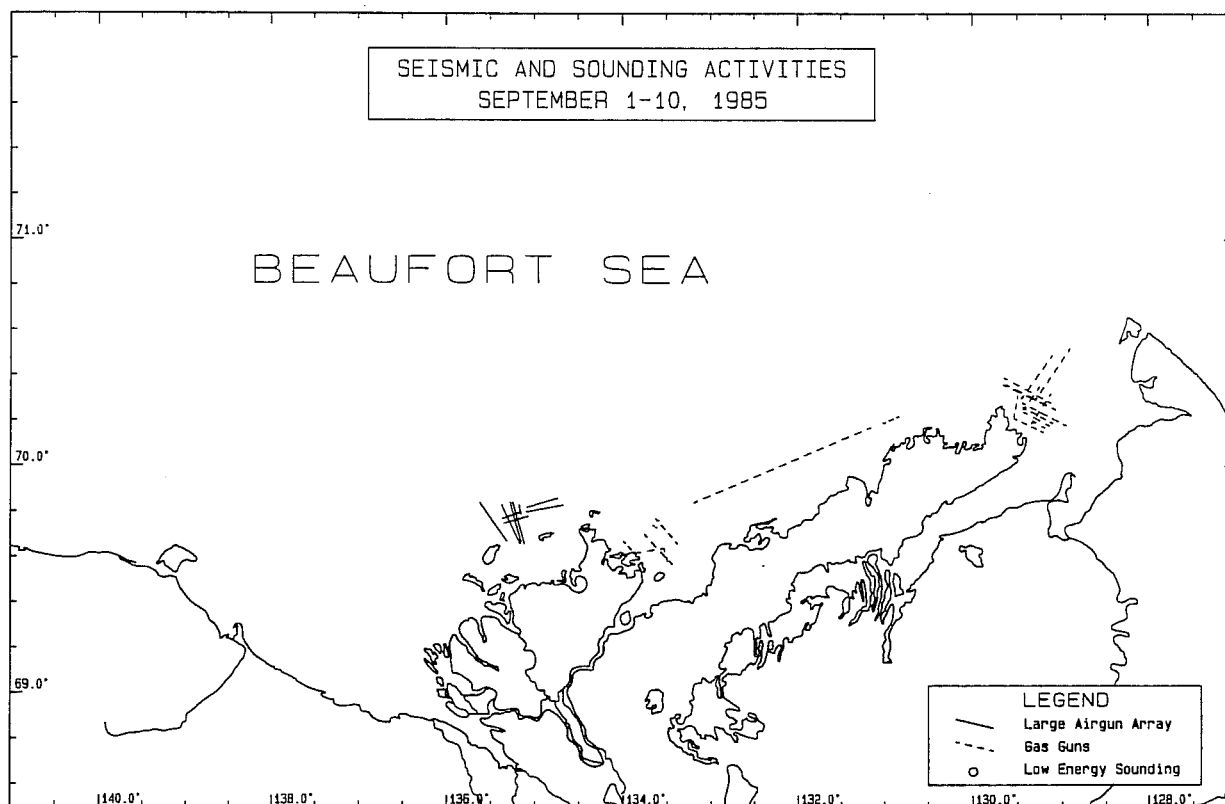 SEISMIC AND SOUNDING ACTIVITIES
SEPTEMBER 1-10, 1985
71.0°
BEAUFORT SEA
70.0°
69.0°
LEGEND
Large Airgun Array
Gas Guns
Low Energy Sounding
140.0° 138.0° 136.0° 134.0° 132.0° 130.0° 128.0°